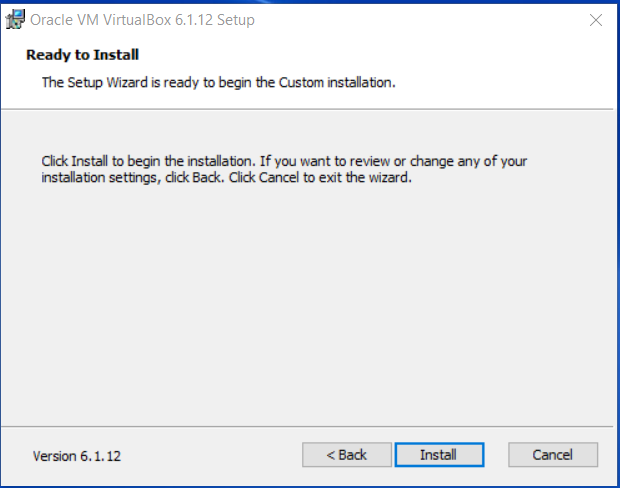 Oracle VM VirtualBox 6.1.12 Setup
Ready to Install
The Setup Wizard is ready to begin the Custom installation.
Click Install to begin the installation. If you want to review or change any of your
installation settings, click Back. Click Cancel to exit the wizard.
Version 6.1.12
< Back
Install
Cancel